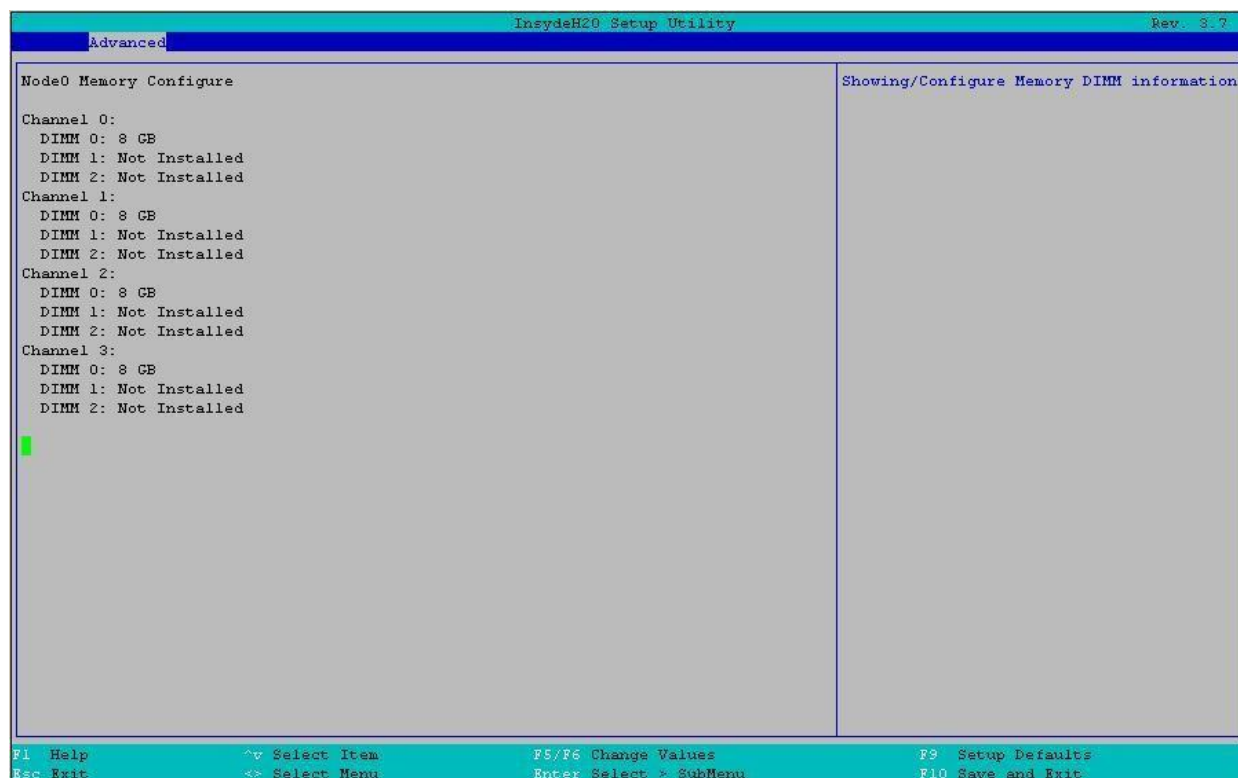 InsydeH20 Setup Utility Rev. 3.7
Advanced
Node0 Memory Configure
Showing/Configure Memory DIMM information
Channel 0:
DIMM 0: 8 GB
DIMM 1: Not Installed
DIMM 2: Not Installed
Channel 1:
DIMM 0: 8 GB
DIMM 1: Not Installed
DIMM 2: Not Installed
Channel 2:
DIMM 0: 8 GB
DIMM 1: Not Installed
DIMM 2: Not Installed
Channel 3:
DIMM 0: 8 GB
DIMM 1: Not Installed
DIMM 2: Not Installed
F1 Help ^v Select Item F5/F6 Change Values F9 Setup Defaults
Esc Exit <> Select Menu Enter Select > SubMenu F10 Save and Exit